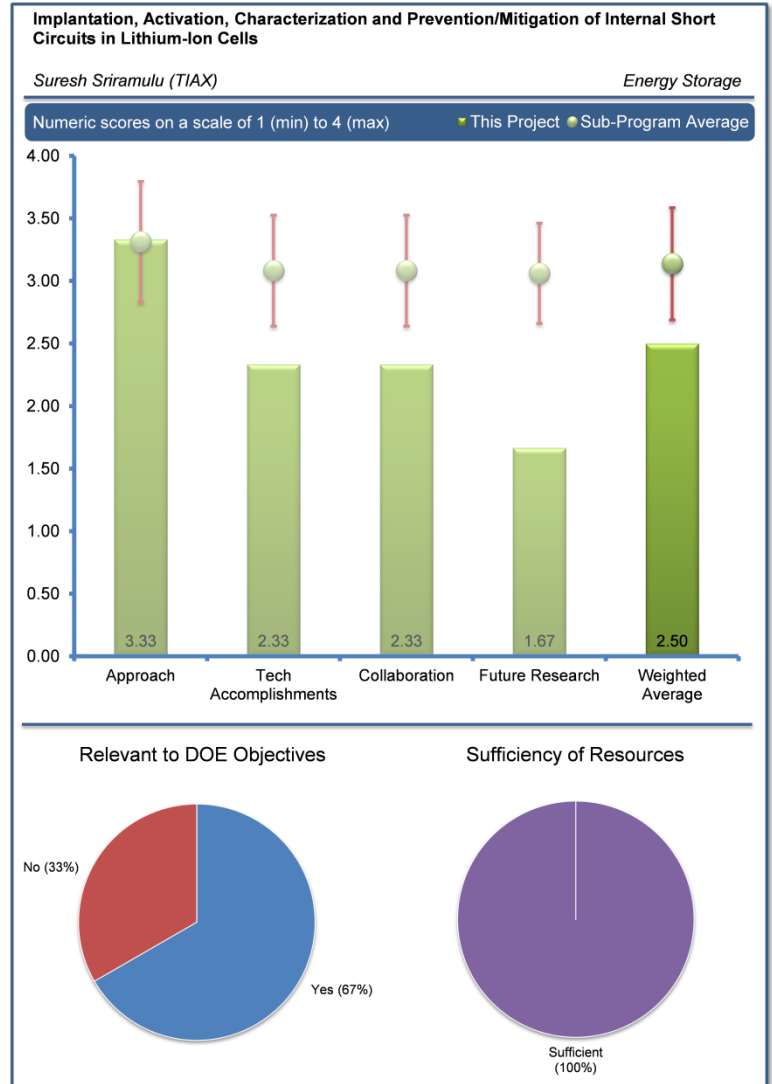 Implantation, Activation, Characterization and Prevention/Mitigation of Internal Short
Circuits in Lithium-Ion Cells
Suresh Sriramulu (TIAX) Energy Storage
Numeric scores on a scale of 1 (min) to 4 (max) This Project Sub-Program Average
4.00
3.50
3.00
2.50
2.00
1.50
1.00
0.50
0.00
3.33 2.33 2.33 1.67 2.50
Approach Tech Collaboration Future Research Weighted
Accomplishments Average
Relevant to DOE Objectives Sufficiency of Resources
No (33%)
Yes (67%)
Sufficient
(100%)